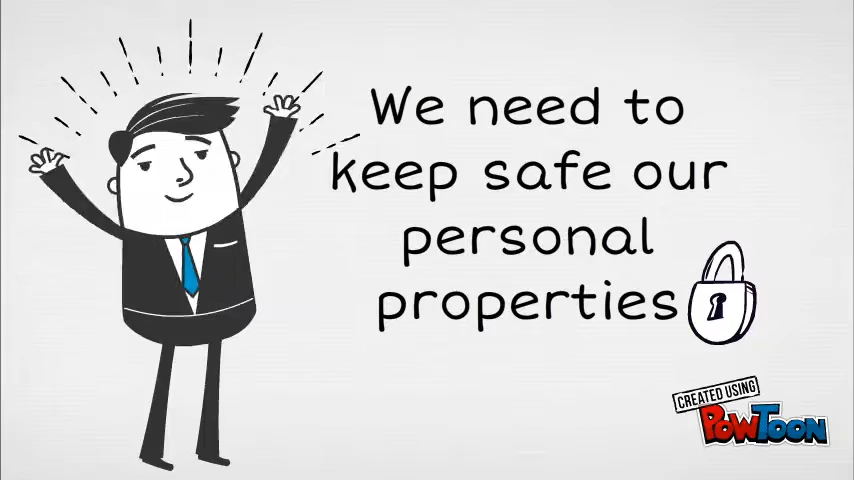 We need to
keep safe our
personal
properties
CREATED USING
POWTOON